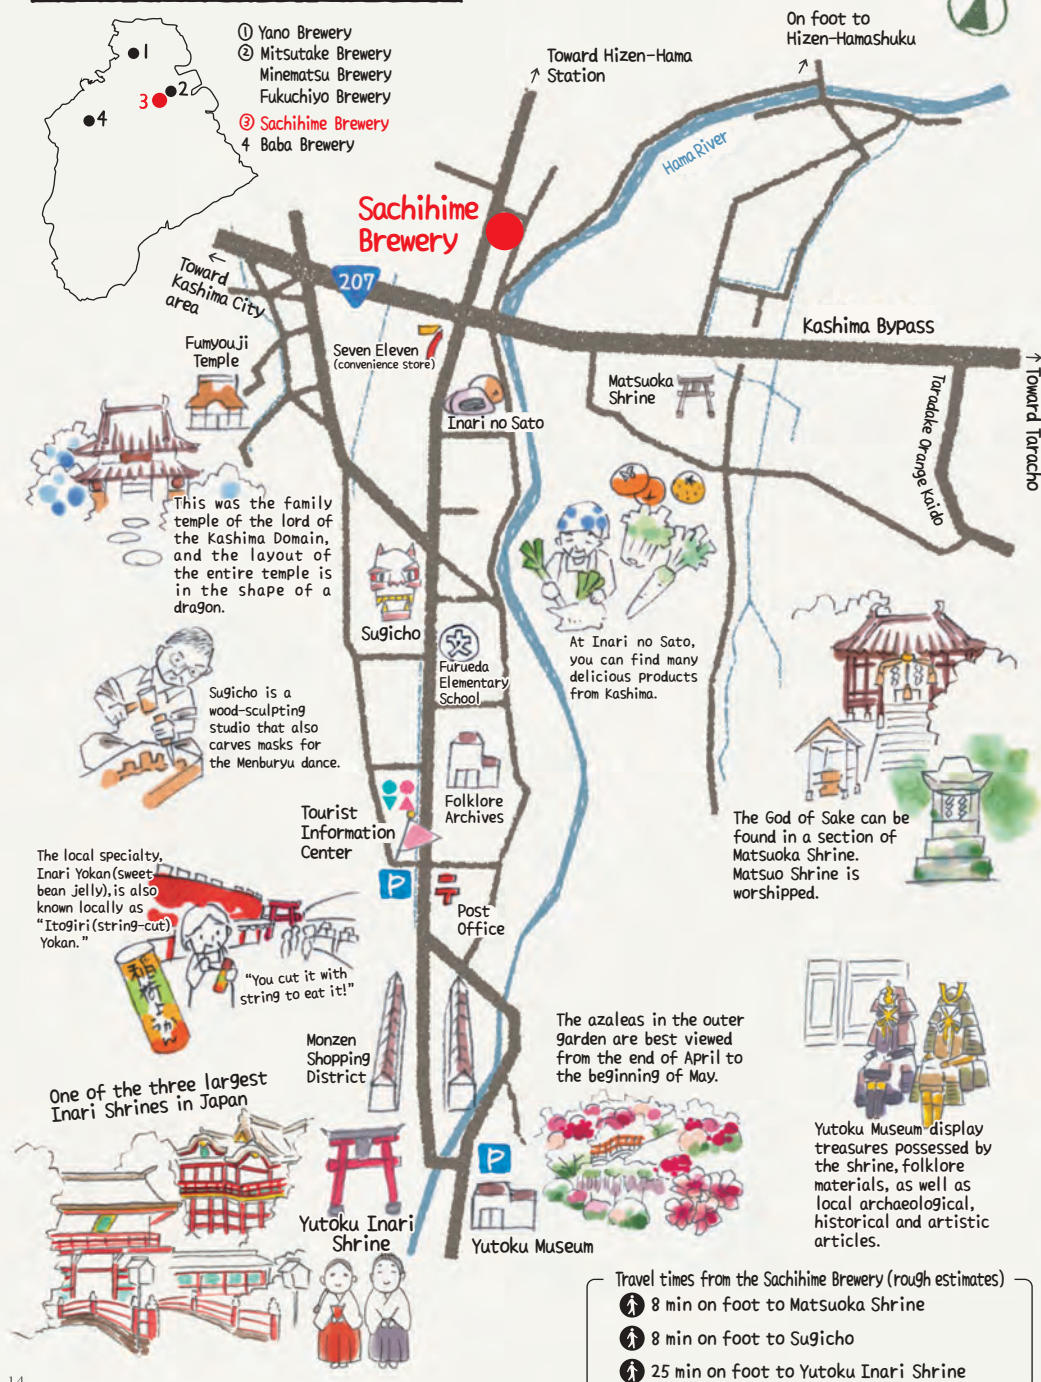 ① Yano Brewery
② Mitsutake Brewery
Minematsu Brewery
Fukuchiyo Brewery
③ Sachihime Brewery
4 Baba Brewery
1
2
3
4
On foot to
Hizen-Hamashuku
Toward Hizen-Hama
Station
Hama River
Sachihime
Brewery
Toward
Kashima City
area
207
Kashima Bypass
Fumyouji
Temple
Seven Eleven
(convenience store)
7
Inari no Sato
Matsuoka
Shrine
Toward Taracho
Taradake Orange Kaido
This was the family
temple of the lord of
the Kashima Domain,
and the layout of
the entire temple is
in the shape of a
dragon.
Sugicho
文
Furueda
Elementary
School
At Inari no Sato,
you can find many
delicious products
from Kashima.
Sugicho is a
wood-sculpting
studio that also
carves masks for
the Menburyu dance.
Folklore
Archives
Tourist
Information
Center
The God of Sake can be
found in a section of
Matsuoka Shrine.
Matsuo Shrine is
worshipped.
The local specialty,
Inari Yokan(sweet
bean jelly), is also
known locally as
"Itogiri(string-cut)
Yokan."
P
〒
Post
Office
稲荷ようかん
"You cut it with
string to eat it!"
Monzen
Shopping
District
The azaleas in the outer
garden are best viewed
from the end of April to
the beginning of May.
One of the three largest
Inari Shrines in Japan
Yutoku Museum display
treasures possessed by
the shrine, folklore
materials, as well as
local archaeological,
historical and artistic
articles.
P
Yutoku Inari
Shrine
Yutoku Museum
Travel times from the Sachihime Brewery (rough estimates)
8 min on foot to Matsuoka Shrine
8 min on foot to Sugicho
25 min on foot to Yutoku Inari Shrine
14